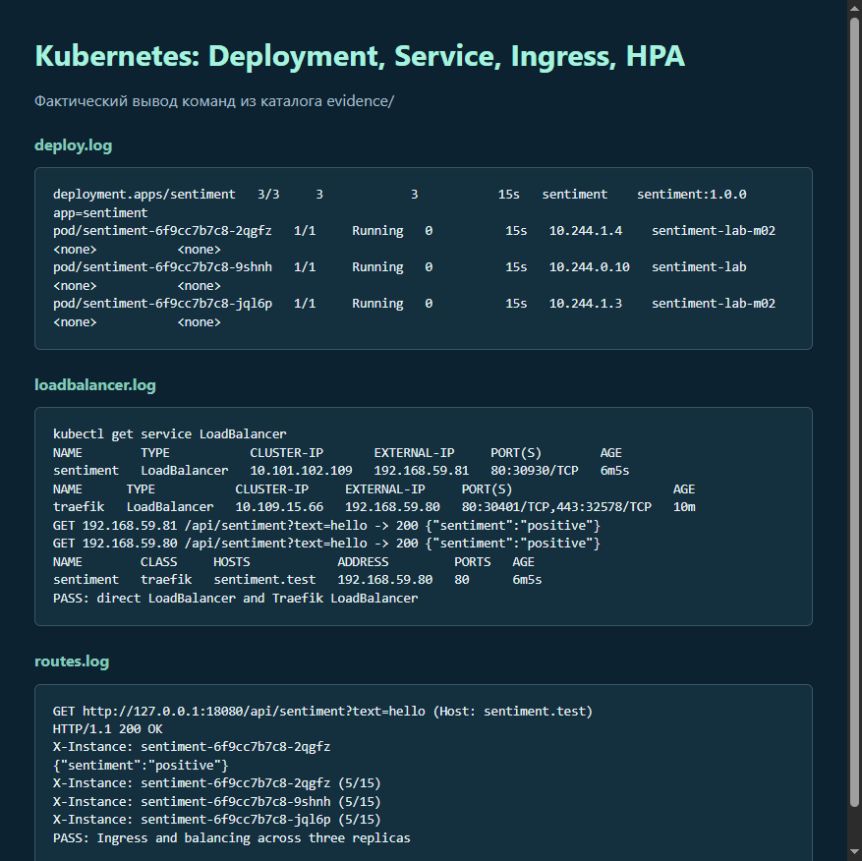 Kubernetes: Deployment, Service, Ingress, HPA
Фактический вывод команд из каталога evidence/
deploy.log
deployment.apps/sentiment   3/3     3            3           15s   sentiment    sentiment:1.0.0
app=sentiment
pod/sentiment-6f9cc7b7c8-2qgfz   1/1     Running   0          15s   10.244.1.4    sentiment-lab-m02
<none>           <none>
pod/sentiment-6f9cc7b7c8-9shnh   1/1     Running   0          15s   10.244.0.10   sentiment-lab
<none>           <none>
pod/sentiment-6f9cc7b7c8-jql6p   1/1     Running   0          15s   10.244.1.3    sentiment-lab-m02
<none>           <none>
loadbalancer.log
kubectl get service LoadBalancer
NAME        TYPE           CLUSTER-IP       EXTERNAL-IP     PORT(S)        AGE
sentiment   LoadBalancer   10.101.102.109   192.168.59.81   80:30930/TCP   6m5s
NAME      TYPE           CLUSTER-IP     EXTERNAL-IP     PORT(S)                      AGE
traefik   LoadBalancer   10.109.15.66   192.168.59.80   80:30401/TCP,443:32578/TCP   10m
GET 192.168.59.81 /api/sentiment?text=hello -> 200 {"sentiment":"positive"}
GET 192.168.59.80 /api/sentiment?text=hello -> 200 {"sentiment":"positive"}
NAME        CLASS     HOSTS            ADDRESS         PORTS   AGE
sentiment   traefik   sentiment.test   192.168.59.80   80      6m5s
PASS: direct LoadBalancer and Traefik LoadBalancer
routes.log
GET http://127.0.0.1:18080/api/sentiment?text=hello (Host: sentiment.test)
HTTP/1.1 200 OK
X-Instance: sentiment-6f9cc7b7c8-2qgfz
{"sentiment":"positive"}
X-Instance: sentiment-6f9cc7b7c8-2qgfz (5/15)
X-Instance: sentiment-6f9cc7b7c8-9shnh (5/15)
X-Instance: sentiment-6f9cc7b7c8-jql6p (5/15)
PASS: Ingress and balancing across three replicas